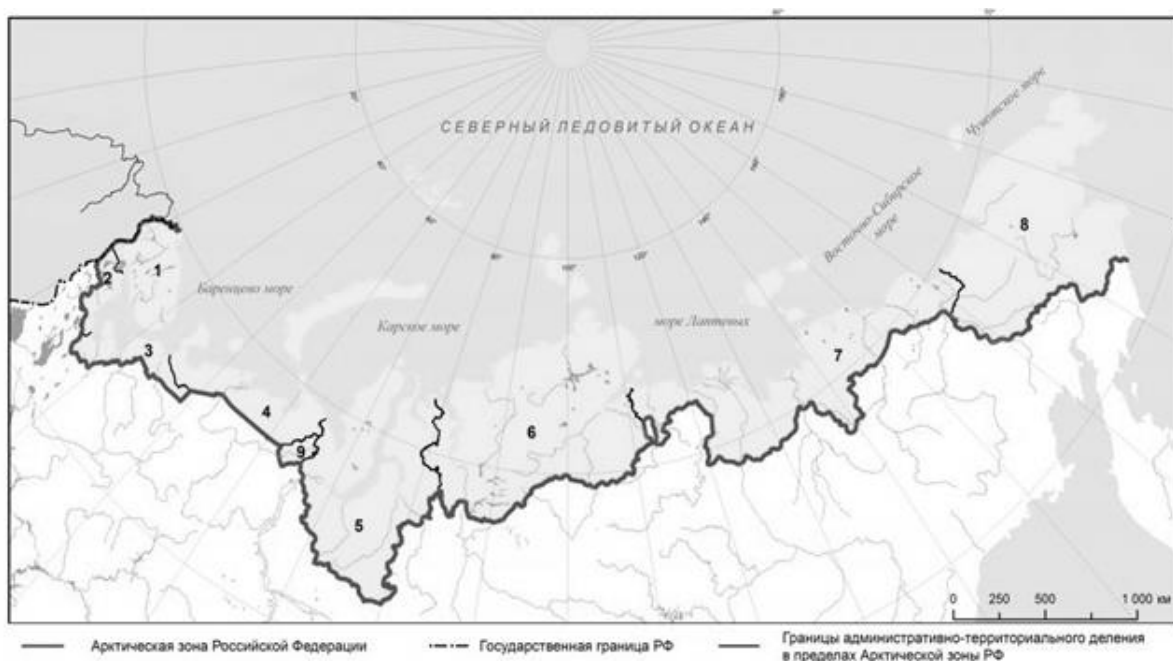 СЕВЕРНЫЙ ЛЕДОВИТЫЙ ОКЕАН
Чукотское море
Восточно-Сибирское
море
8
1
2
Баренцево море
Карское море
море Лаптевых
7
3
4
9
6
5
0 250 500 1 000 км
Арктическая зона Российской Федерации
Государственная граница РФ
Границы административно-территориального деления
в пределах Арктической зоны РФ